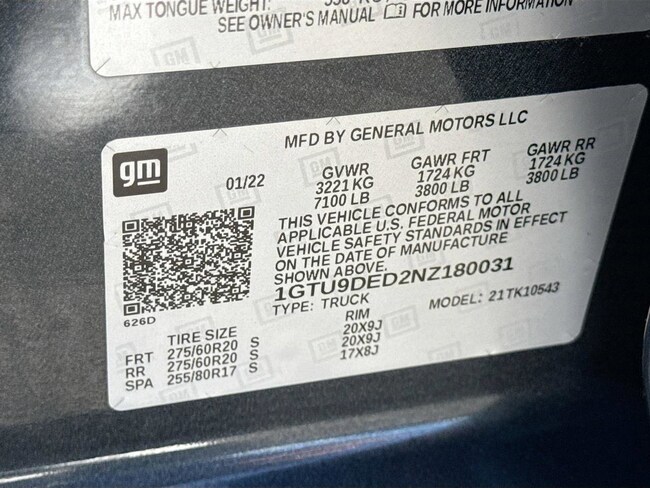 MAX TONGUE WEIGHT:
SEE OWNER'S MANUAL FOR MORE INFORMATION
MFD BY GENERAL MOTORS LLC
gm
01/22
GVWR GAWR FRT GAWR RR
3221 KG 1724 KG 1724 KG
7100 LB 3800 LB 3800 LB
THIS VEHICLE CONFORMS TO ALL
APPLICABLE U.S. FEDERAL MOTOR
VEHICLE SAFETY STANDARDS IN EFFECT
ON THE DATE OF MANUFACTURE
SHOWN ABOVE.
1GTU9DED2NZ180031
TYPE: TRUCK MODEL: 21TK10543
626D
TIRE SIZE RIM
FRT 275/60R20 S 20X9J
RR 275/60R20 S 20X9J
SPA 255/80R17 S 17X8J